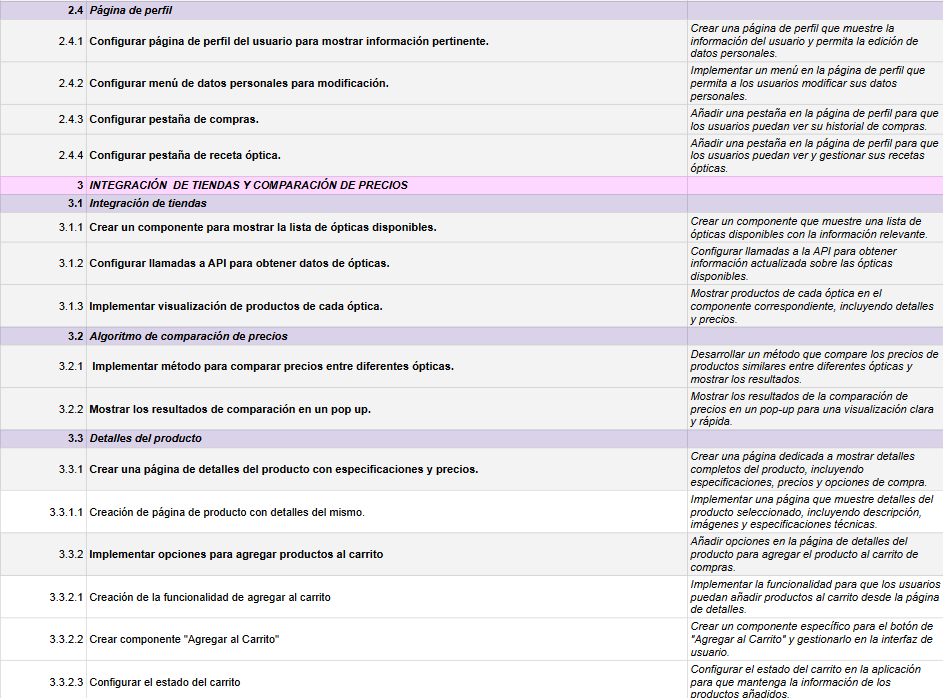 2.4 Página de perfil
2.4.1 Configurar página de perfil del usuario para mostrar información pertinente.
Crear una página de perfil que muestre la
información del usuario y permita la edición de
datos personales.
2.4.2 Configurar menú de datos personales para modificación.
Implementar un menú en la página de perfil que
permita a los usuarios modificar sus datos
personales.
2.4.3 Configurar pestaña de compras.
Añadir una pestaña en la página de perfil para que
los usuarios puedan ver su historial de compras.
2.4.4 Configurar pestaña de receta óptica.
Añadir una pestaña en la página de perfil para que
los usuarios puedan ver y gestionar sus recetas
ópticas.
3 INTEGRACIÓN DE TIENDAS Y COMPARACIÓN DE PRECIOS
3.1 Integración de tiendas
3.1.1 Crear un componente para mostrar la lista de ópticas disponibles.
Crear un componente que muestre una lista de
ópticas disponibles con la información relevante.
3.1.2 Configurar llamadas a API para obtener datos de ópticas.
Configurar llamadas a la API para obtener
información actualizada sobre las ópticas
disponibles.
3.1.3 Implementar visualización de productos de cada óptica.
Mostrar productos de cada óptica en el
componente correspondiente, incluyendo detalles
y precios.
3.2 Algoritmo de comparación de precios
3.2.1 Implementar método para comparar precios entre diferentes ópticas.
Desarrollar un método que compare los precios de
productos similares entre diferentes ópticas y
mostrar los resultados.
3.2.2 Mostrar los resultados de comparación en un pop up.
Mostrar los resultados de la comparación de
precios en un pop-up para una visualización clara
y rápida.
3.3 Detalles del producto
3.3.1 Crear una página de detalles del producto con especificaciones y precios.
Crear una página dedicada a mostrar detalles
completos del producto, incluyendo
especificaciones, precios y opciones de compra.
3.3.1.1 Creación de página de producto con detalles del mismo.
Implementar una página que muestre detalles del
producto seleccionado, incluyendo descripción,
imágenes y especificaciones técnicas.
3.3.2 Implementar opciones para agregar productos al carrito
Añadir opciones en la página de detalles del
producto para agregar el producto al carrito de
compras.
3.3.2.1 Creación de la funcionalidad de agregar al carrito
Implementar la funcionalidad para que los usuarios
puedan añadir productos al carrito desde la página
de detalles.
3.3.2.2 Crear componente "Agregar al Carrito"
Crear un componente específico para el botón de
"Agregar al Carrito" y gestionarlo en la interfaz de
usuario.
3.3.2.3 Configurar el estado del carrito
Configurar el estado del carrito en la aplicación
para que mantenga la información de los
productos añadidos.